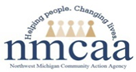 Helping people. Changing lives.
nmcaa
Northwest Michigan Community Action Agency